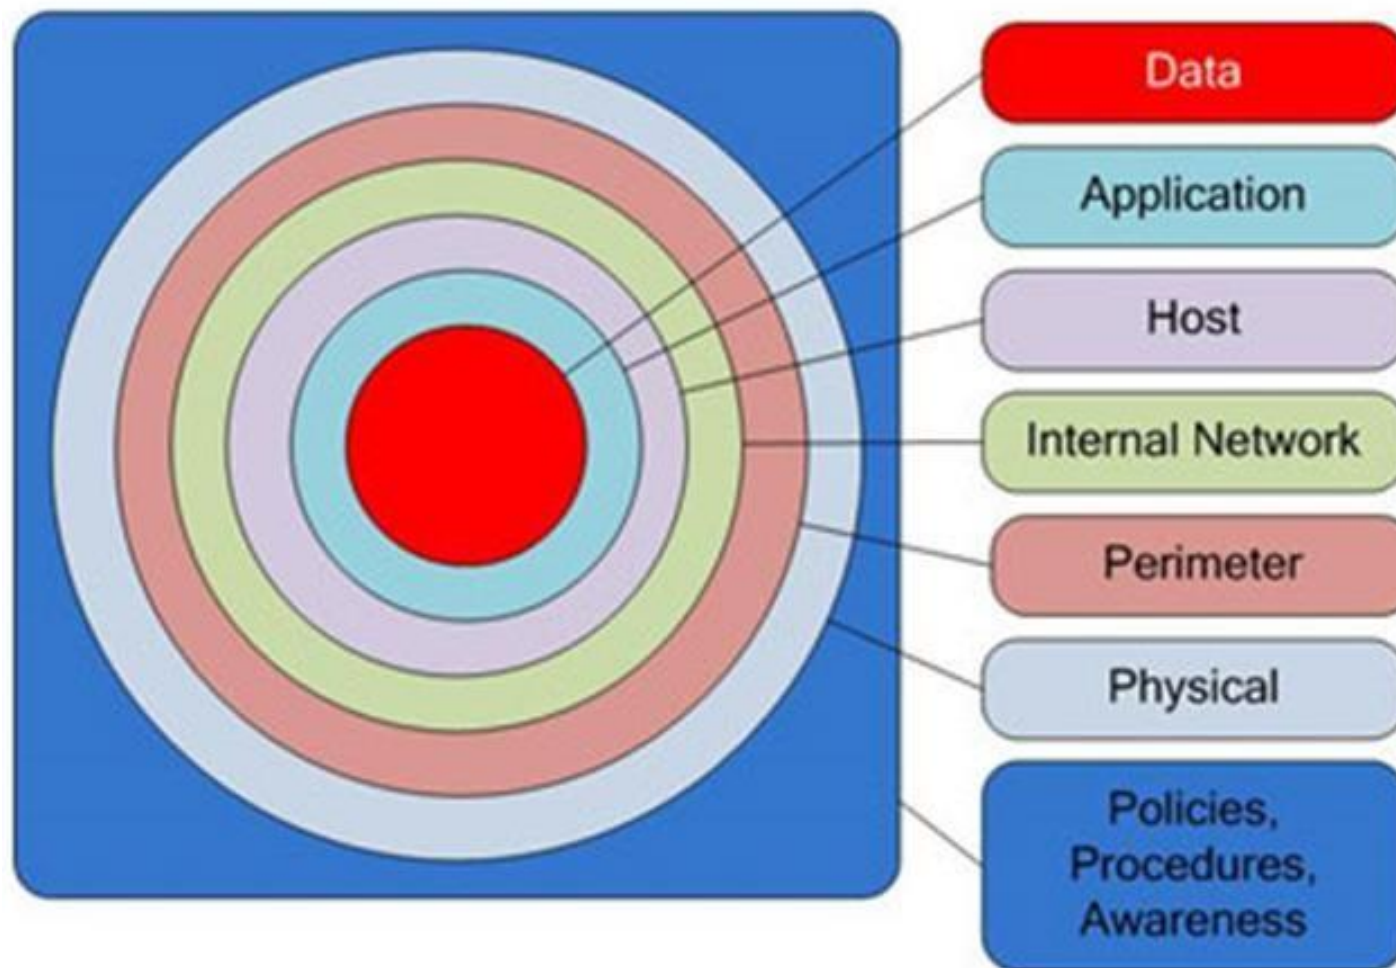 Data
Application
Host
Internal Network
Perimeter
Physical
Policies,
Procedures,
Awareness